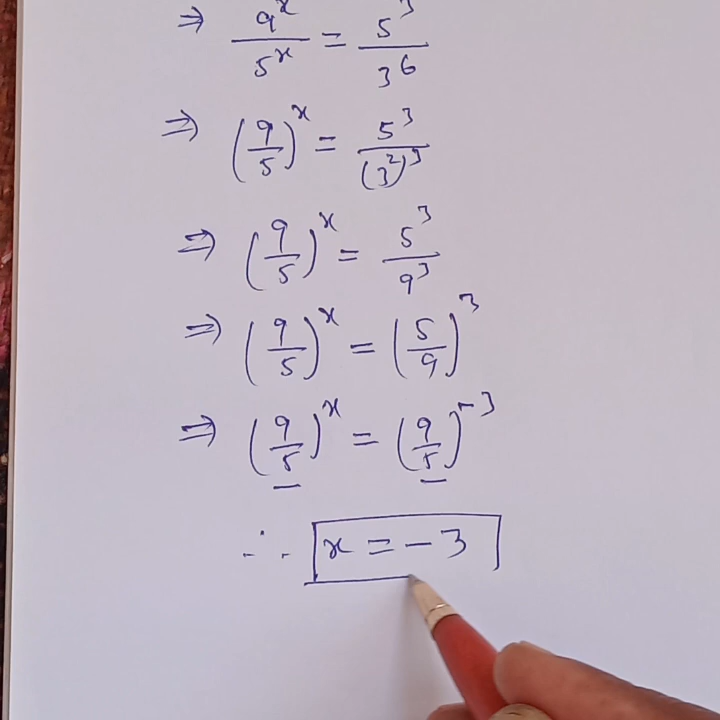 ⇒ 9^x / 5^x = 5^3 / 3^6
⇒ (9/5)^x = 5^3 / (3^2)^3
⇒ (9/5)^x = 5^3 / 9^3
⇒ (9/5)^x = (5/9)^3
⇒ (9/5)^x = (9/5)^-3
∴ x = -3